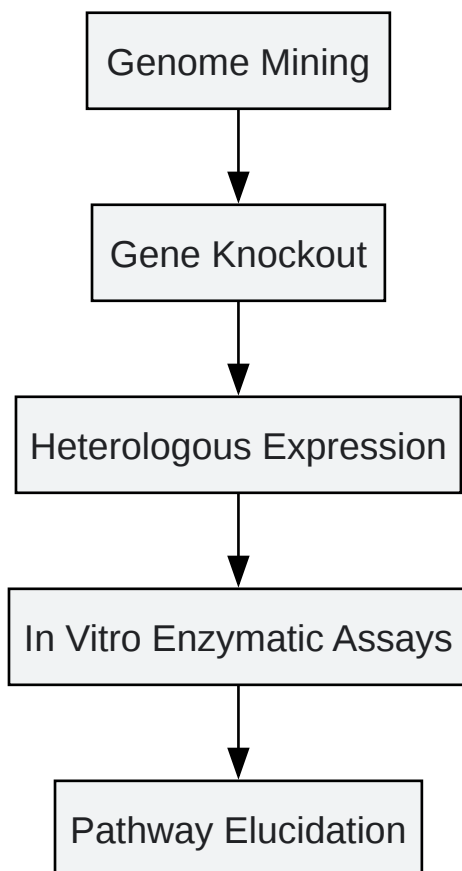 Genome Mining
Gene Knockout
Heterologous Expression
In Vitro Enzymatic Assays
Pathway Elucidation